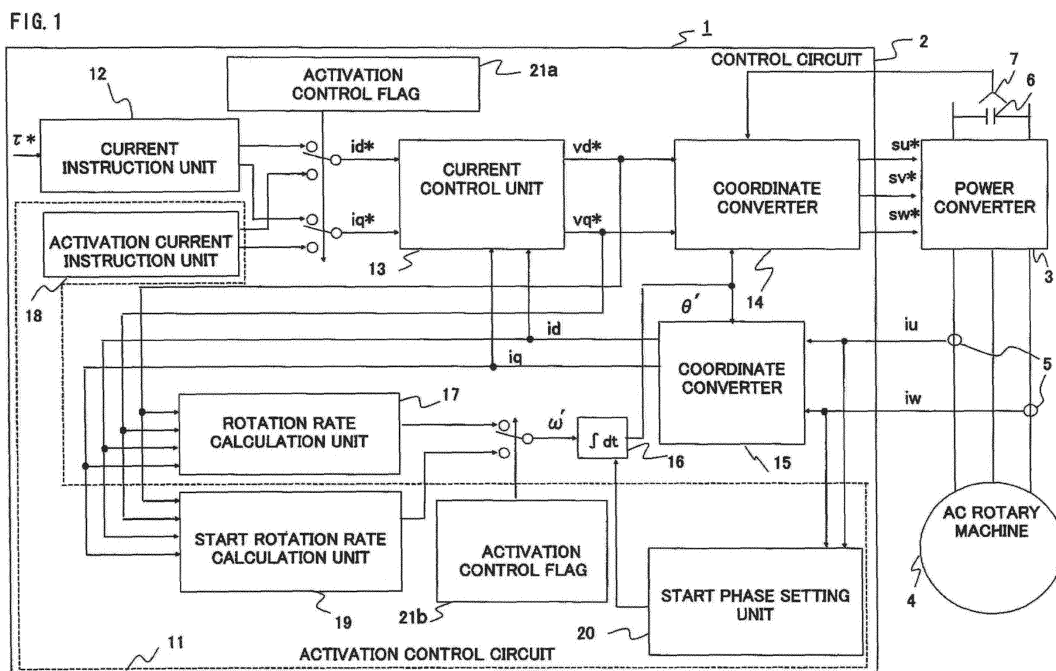 FIG. 1
1
2
CONTROL CIRCUIT
12
ACTIVATION
CONTROL FLAG
21a
7
6
τ*
CURRENT
INSTRUCTION UNIT
id*
iq*
CURRENT
CONTROL UNIT
13
vd*
vq*
COORDINATE
CONVERTER
14
su*
sv*
sw*
POWER
CONVERTER
3
ACTIVATION CURRENT
INSTRUCTION UNIT
18
θ′
id
iq
COORDINATE
CONVERTER
15
iu
iw
5
17
ROTATION RATE
CALCULATION UNIT
ω′
∫ dt
16
START ROTATION RATE
CALCULATION UNIT
19
ACTIVATION
CONTROL FLAG
21b
START PHASE SETTING
UNIT
20
AC ROTARY
MACHINE
4
11
ACTIVATION CONTROL CIRCUIT